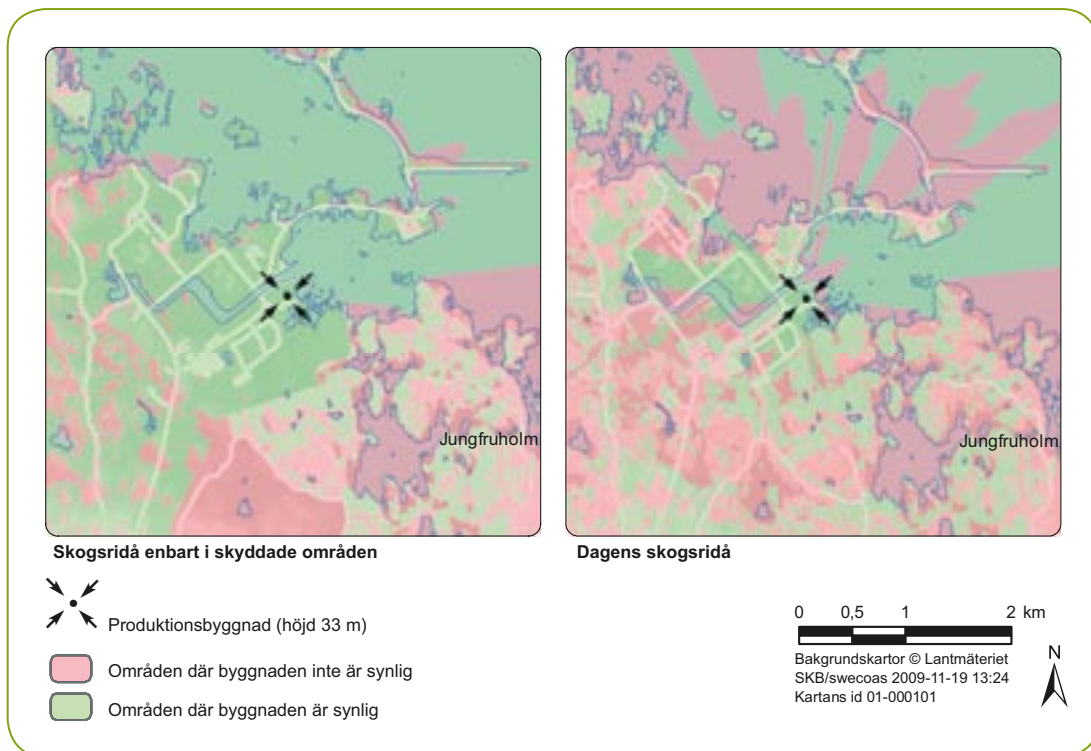 Jungfruholm
Jungfruholm
Skogsridå enbart i skyddade områden
Dagens skogsridå
Produktionsbyggnad (höjd 33 m)
Områden där byggnaden inte är synlig
Områden där byggnaden är synlig
0 0,5 1 2 km
Bakgrundskartor © Lantmäteriet
SKB/swecoas 2009-11-19 13:24
Kartans id 01-000101
N